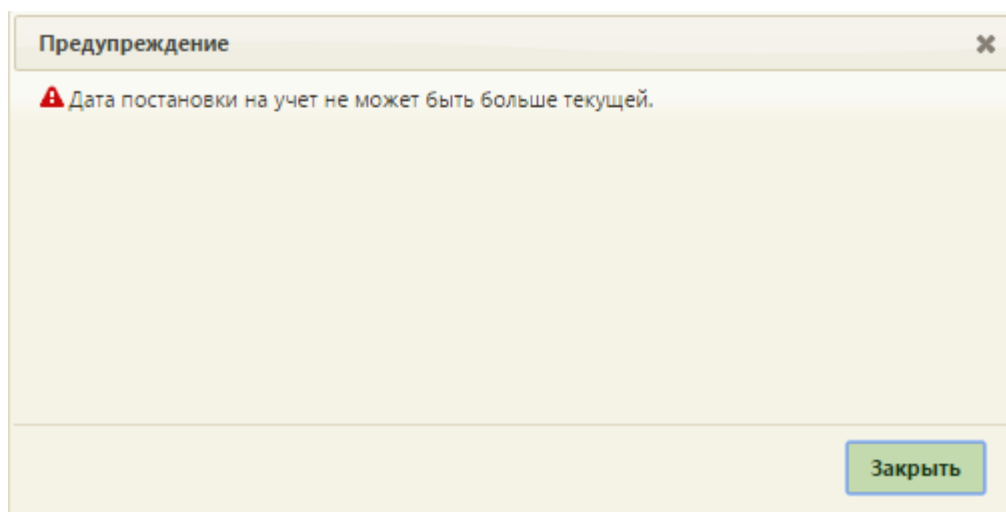 Предупреждение
Дата постановки на учет не может быть больше текущей.
Закрыть